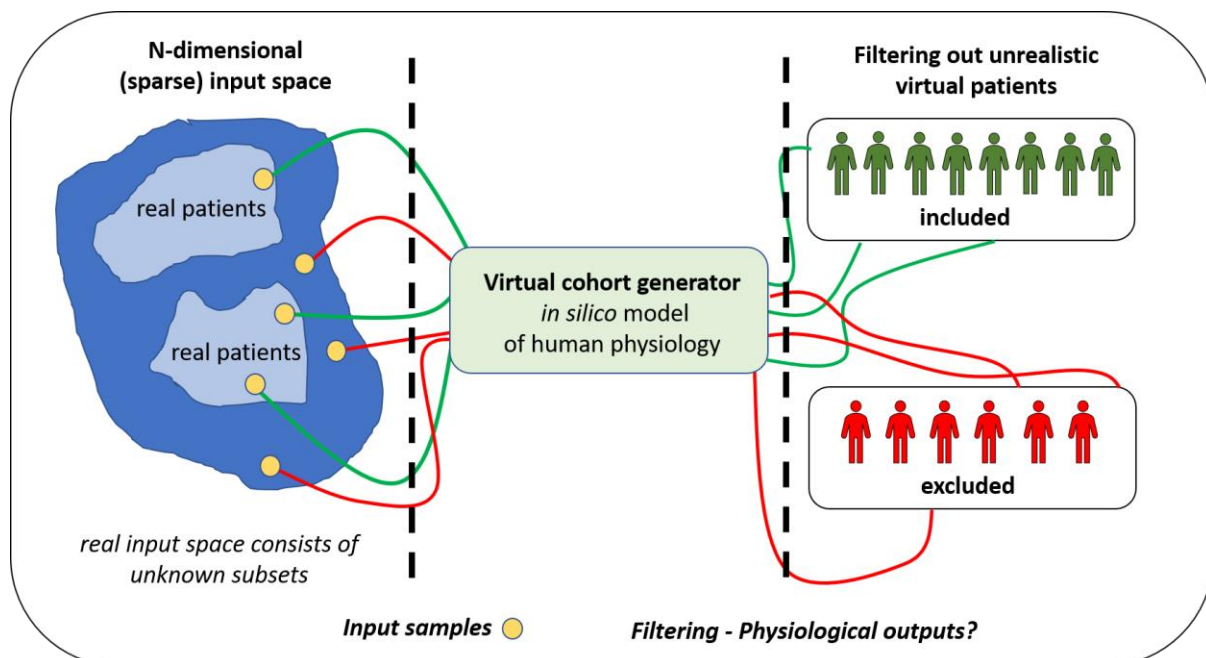 N-dimensional
(sparse) input space
real patients
real patients
real input space consists of
unknown subsets
Input samples
Virtual cohort generator
in silico model
of human physiology
Filtering out unrealistic
virtual patients
included
excluded
Filtering - Physiological outputs?